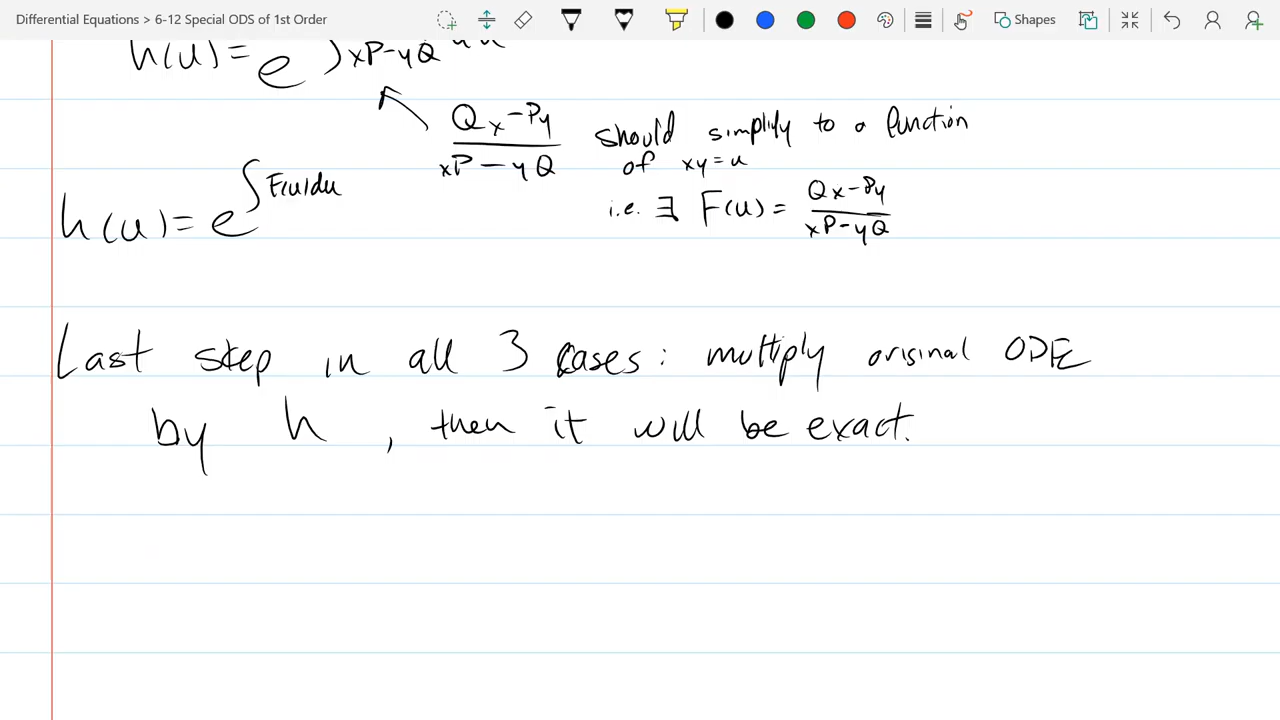 Differential Equations > 6-12 Special ODS of 1st Order
Shapes
h(u) = e^∫ xP-yQ du
Qx-Py / xP-yQ should simplify to a function
of xy=u
i.e. ∃ F(u) = Qx-Py / xP-yQ
h(u) = e^∫F(u)du
Last step in all 3 cases: multiply original ODE
by h, then it will be exact.